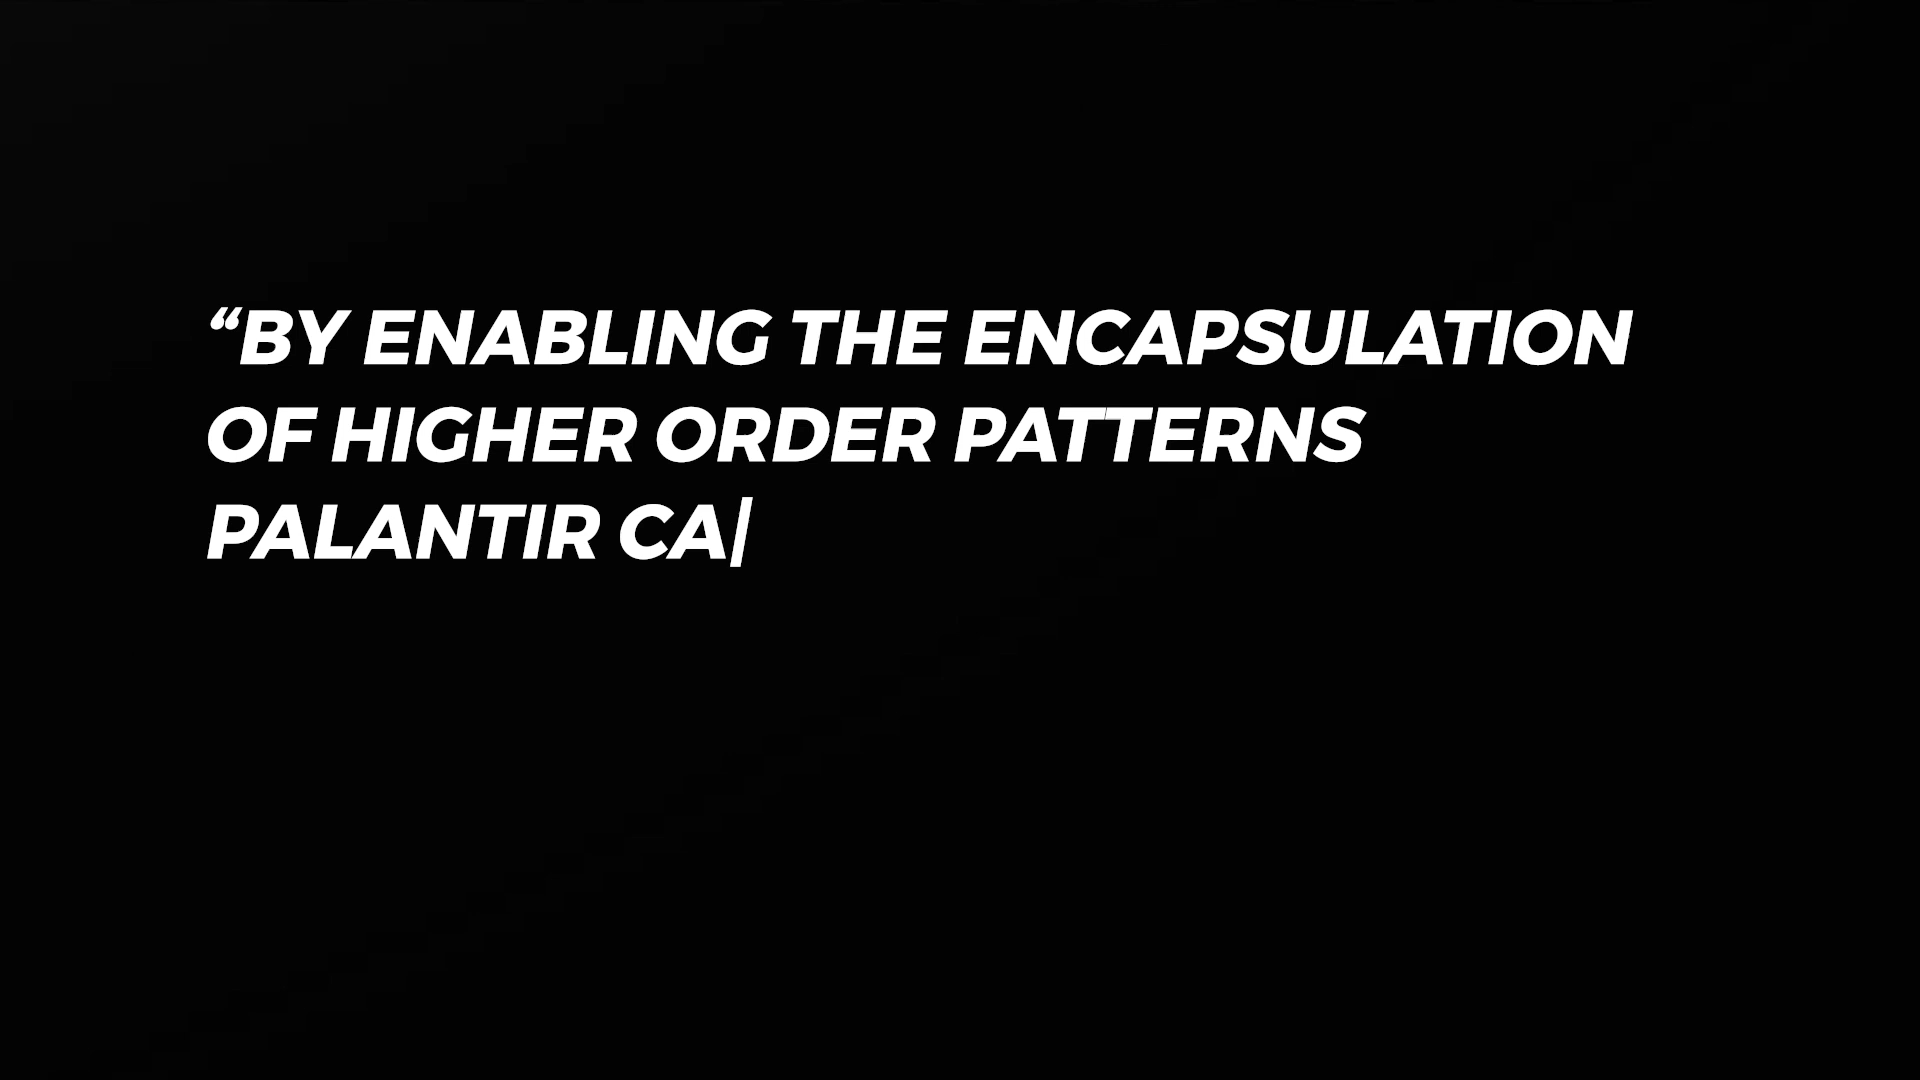 “BY ENABLING THE ENCAPSULATION
OF HIGHER ORDER PATTERNS
PALANTIR CA|